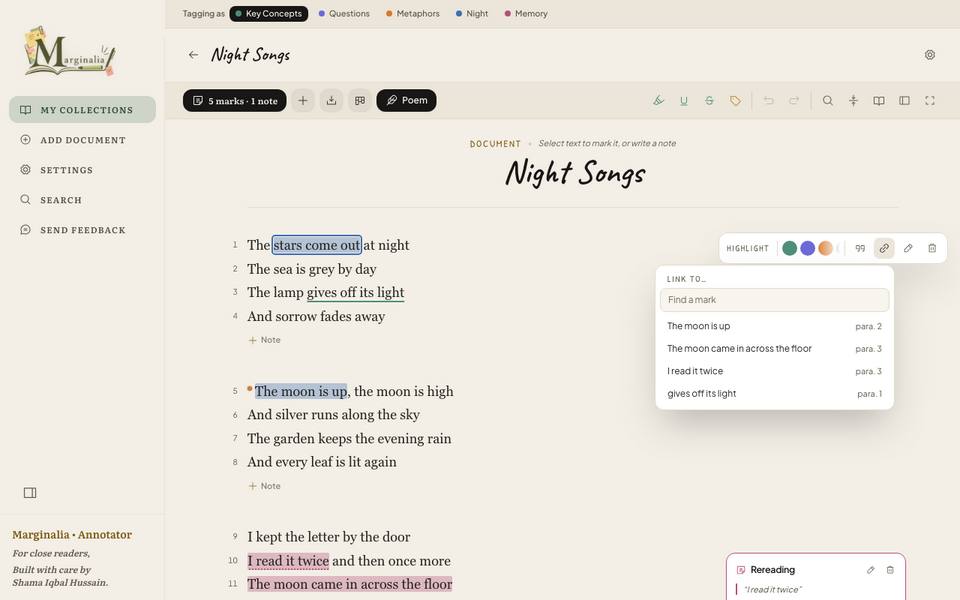 Marginalia
MY COLLECTIONS
ADD DOCUMENT
SETTINGS
SEARCH
SEND FEEDBACK
Marginalia • Annotator
For close readers,
Built with care by
Shama Iqbal Hussain.
Tagging as Key Concepts Questions Metaphors Night Memory
Night Songs
5 marks · 1 note Poem
DOCUMENT • Select text to mark it, or write a note
Night Songs
1 The stars come out at night
2 The sea is grey by day
3 The lamp gives off its light
4 And sorrow fades away
+ Note
5 The moon is up, the moon is high
6 And silver runs along the sky
7 The garden keeps the evening rain
8 And every leaf is lit again
+ Note
9 I kept the letter by the door
10 I read it twice and then once more
11 The moon came in across the floor
HIGHLIGHT
LINK TO…
Find a mark
The moon is up para. 2
The moon came in across the floor para. 3
I read it twice para. 3
gives off its light para. 1
Rereading
“I read it twice”